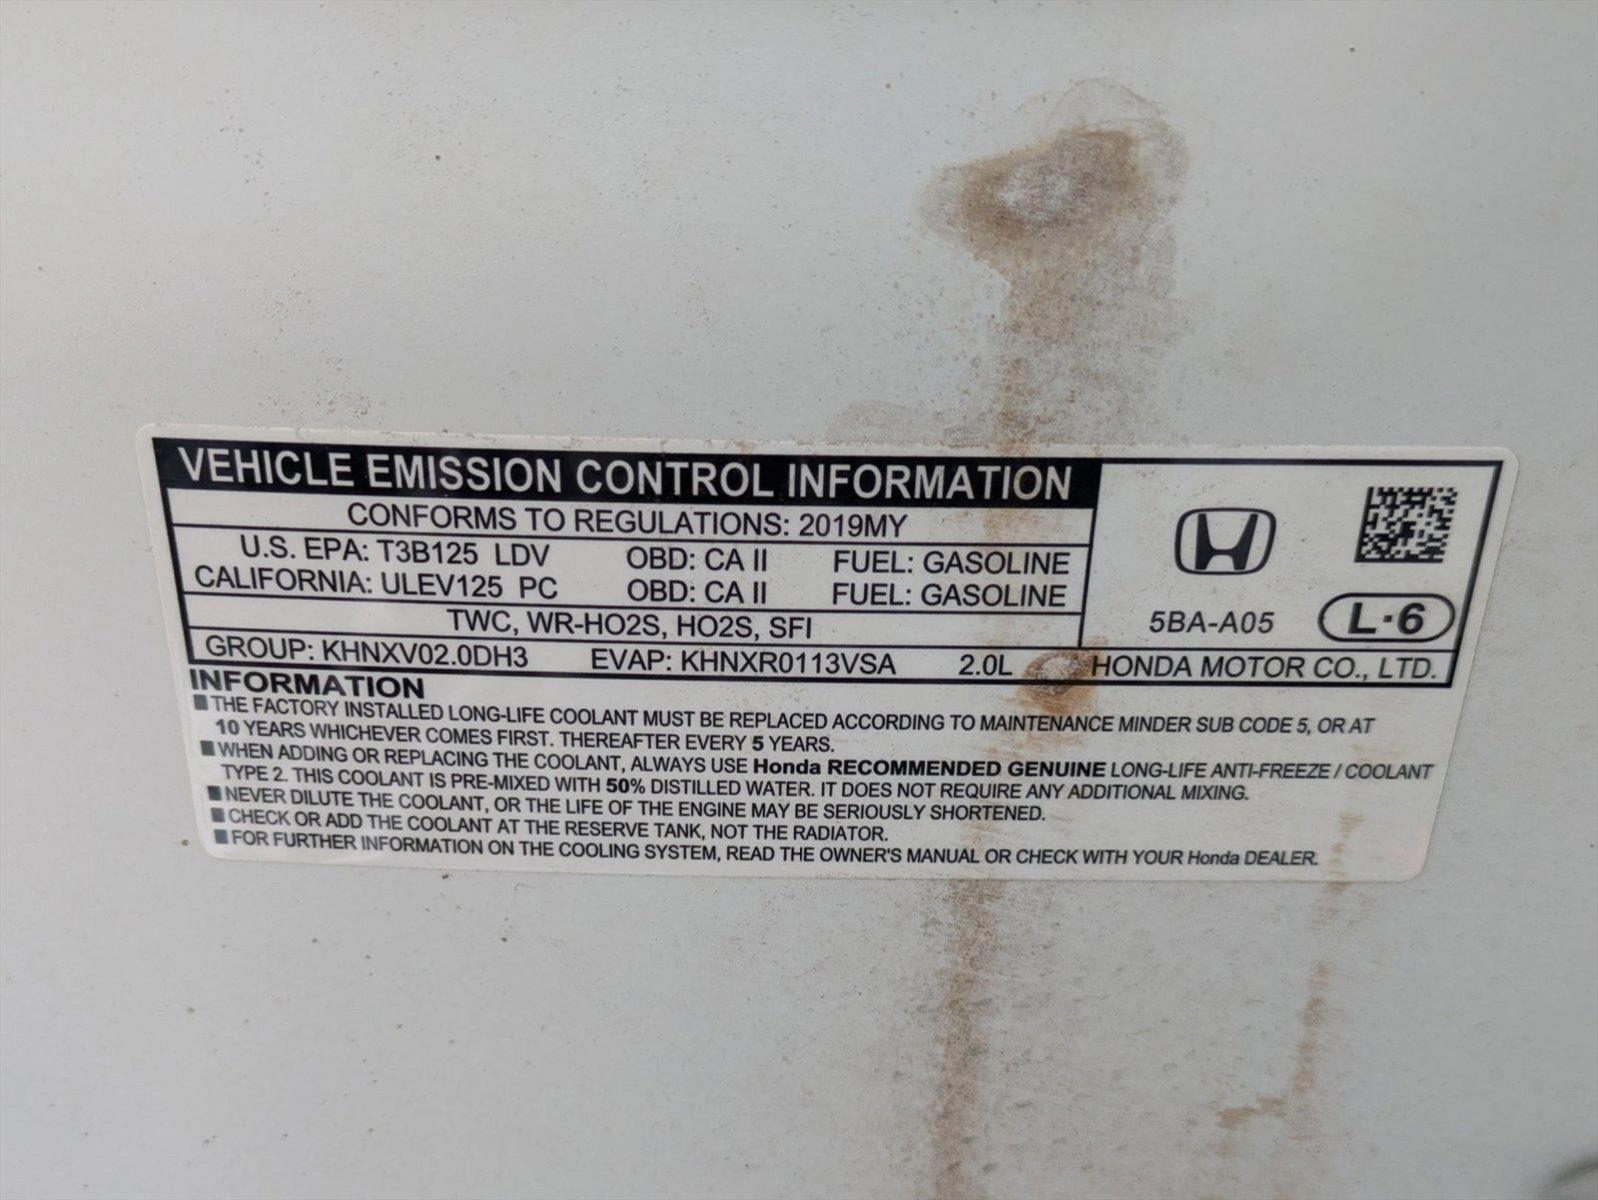 VEHICLE EMISSION CONTROL INFORMATION
CONFORMS TO REGULATIONS: 2019MY
U.S. EPA: T3B125 LDV OBD: CA II FUEL: GASOLINE
CALIFORNIA: ULEV125 PC OBD: CA II FUEL: GASOLINE
TWC, WR-HO2S, HO2S, SFI
5BA-A05 L·6
GROUP: KHNXV02.0DH3 EVAP: KHNXR0113VSA 2.0L HONDA MOTOR CO., LTD.
INFORMATION
■ THE FACTORY INSTALLED LONG-LIFE COOLANT MUST BE REPLACED ACCORDING TO MAINTENANCE MINDER SUB CODE 5, OR AT
10 YEARS WHICHEVER COMES FIRST. THEREAFTER EVERY 5 YEARS.
■ WHEN ADDING OR REPLACING THE COOLANT, ALWAYS USE Honda RECOMMENDED GENUINE LONG-LIFE ANTI-FREEZE / COOLANT
TYPE 2. THIS COOLANT IS PRE-MIXED WITH 50% DISTILLED WATER. IT DOES NOT REQUIRE ANY ADDITIONAL MIXING.
■ NEVER DILUTE THE COOLANT, OR THE LIFE OF THE ENGINE MAY BE SERIOUSLY SHORTENED.
■ CHECK OR ADD THE COOLANT AT THE RESERVE TANK, NOT THE RADIATOR.
■ FOR FURTHER INFORMATION ON THE COOLING SYSTEM, READ THE OWNER'S MANUAL OR CHECK WITH YOUR Honda DEALER.